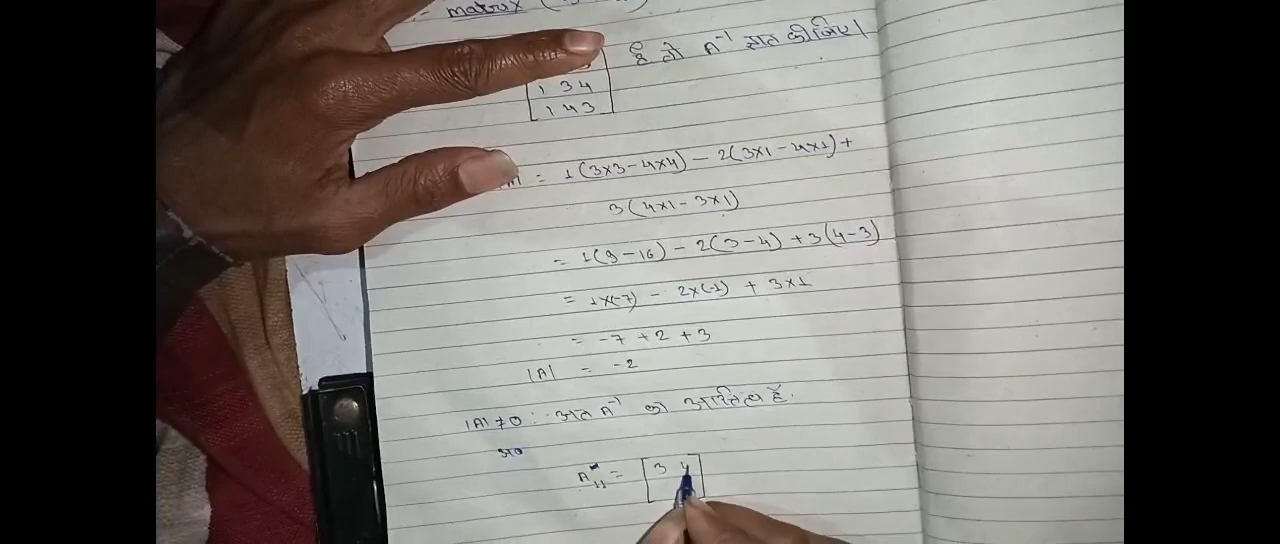 matrix (
है तो A⁻¹ ज्ञात कीजिए।
1 3 4
1 4 3
= 1(3×3-4×4) - 2(3×1-4×1)+
3(4×1-3×1)
= 1(9-16) - 2(3-4) +3(4-3)
= 1×(-7) - 2×(-1) + 3×1
= -7 +2 +3
|A| = -2
|A| ≠ 0 : अतः A⁻¹ का अस्तित्व है.
अब
A₁₁ = [3 4